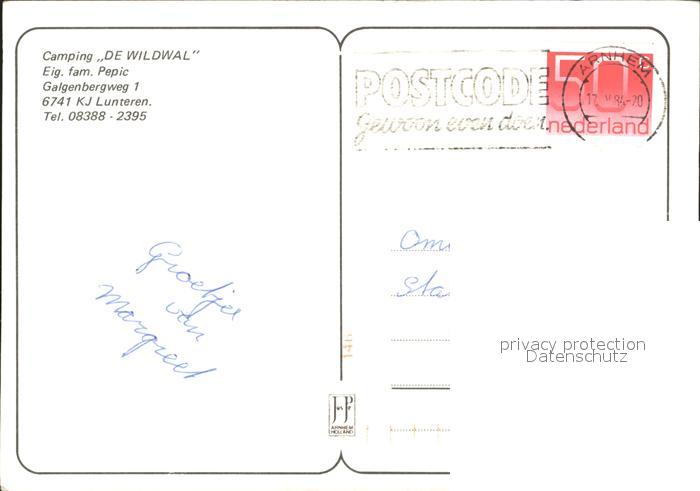 Camping „DE WILDWAL”
Eig. fam. Pepic
Galgenbergweg 1
6741 KJ Lunteren.
Tel. 08388 - 2395
POSTCODE
gewoon even doen.
50
nederland
ARNHEM
Groetjes
van
Margreet
JosP
ARNHEM
HOLLAND
privacy protection
Datenschutz